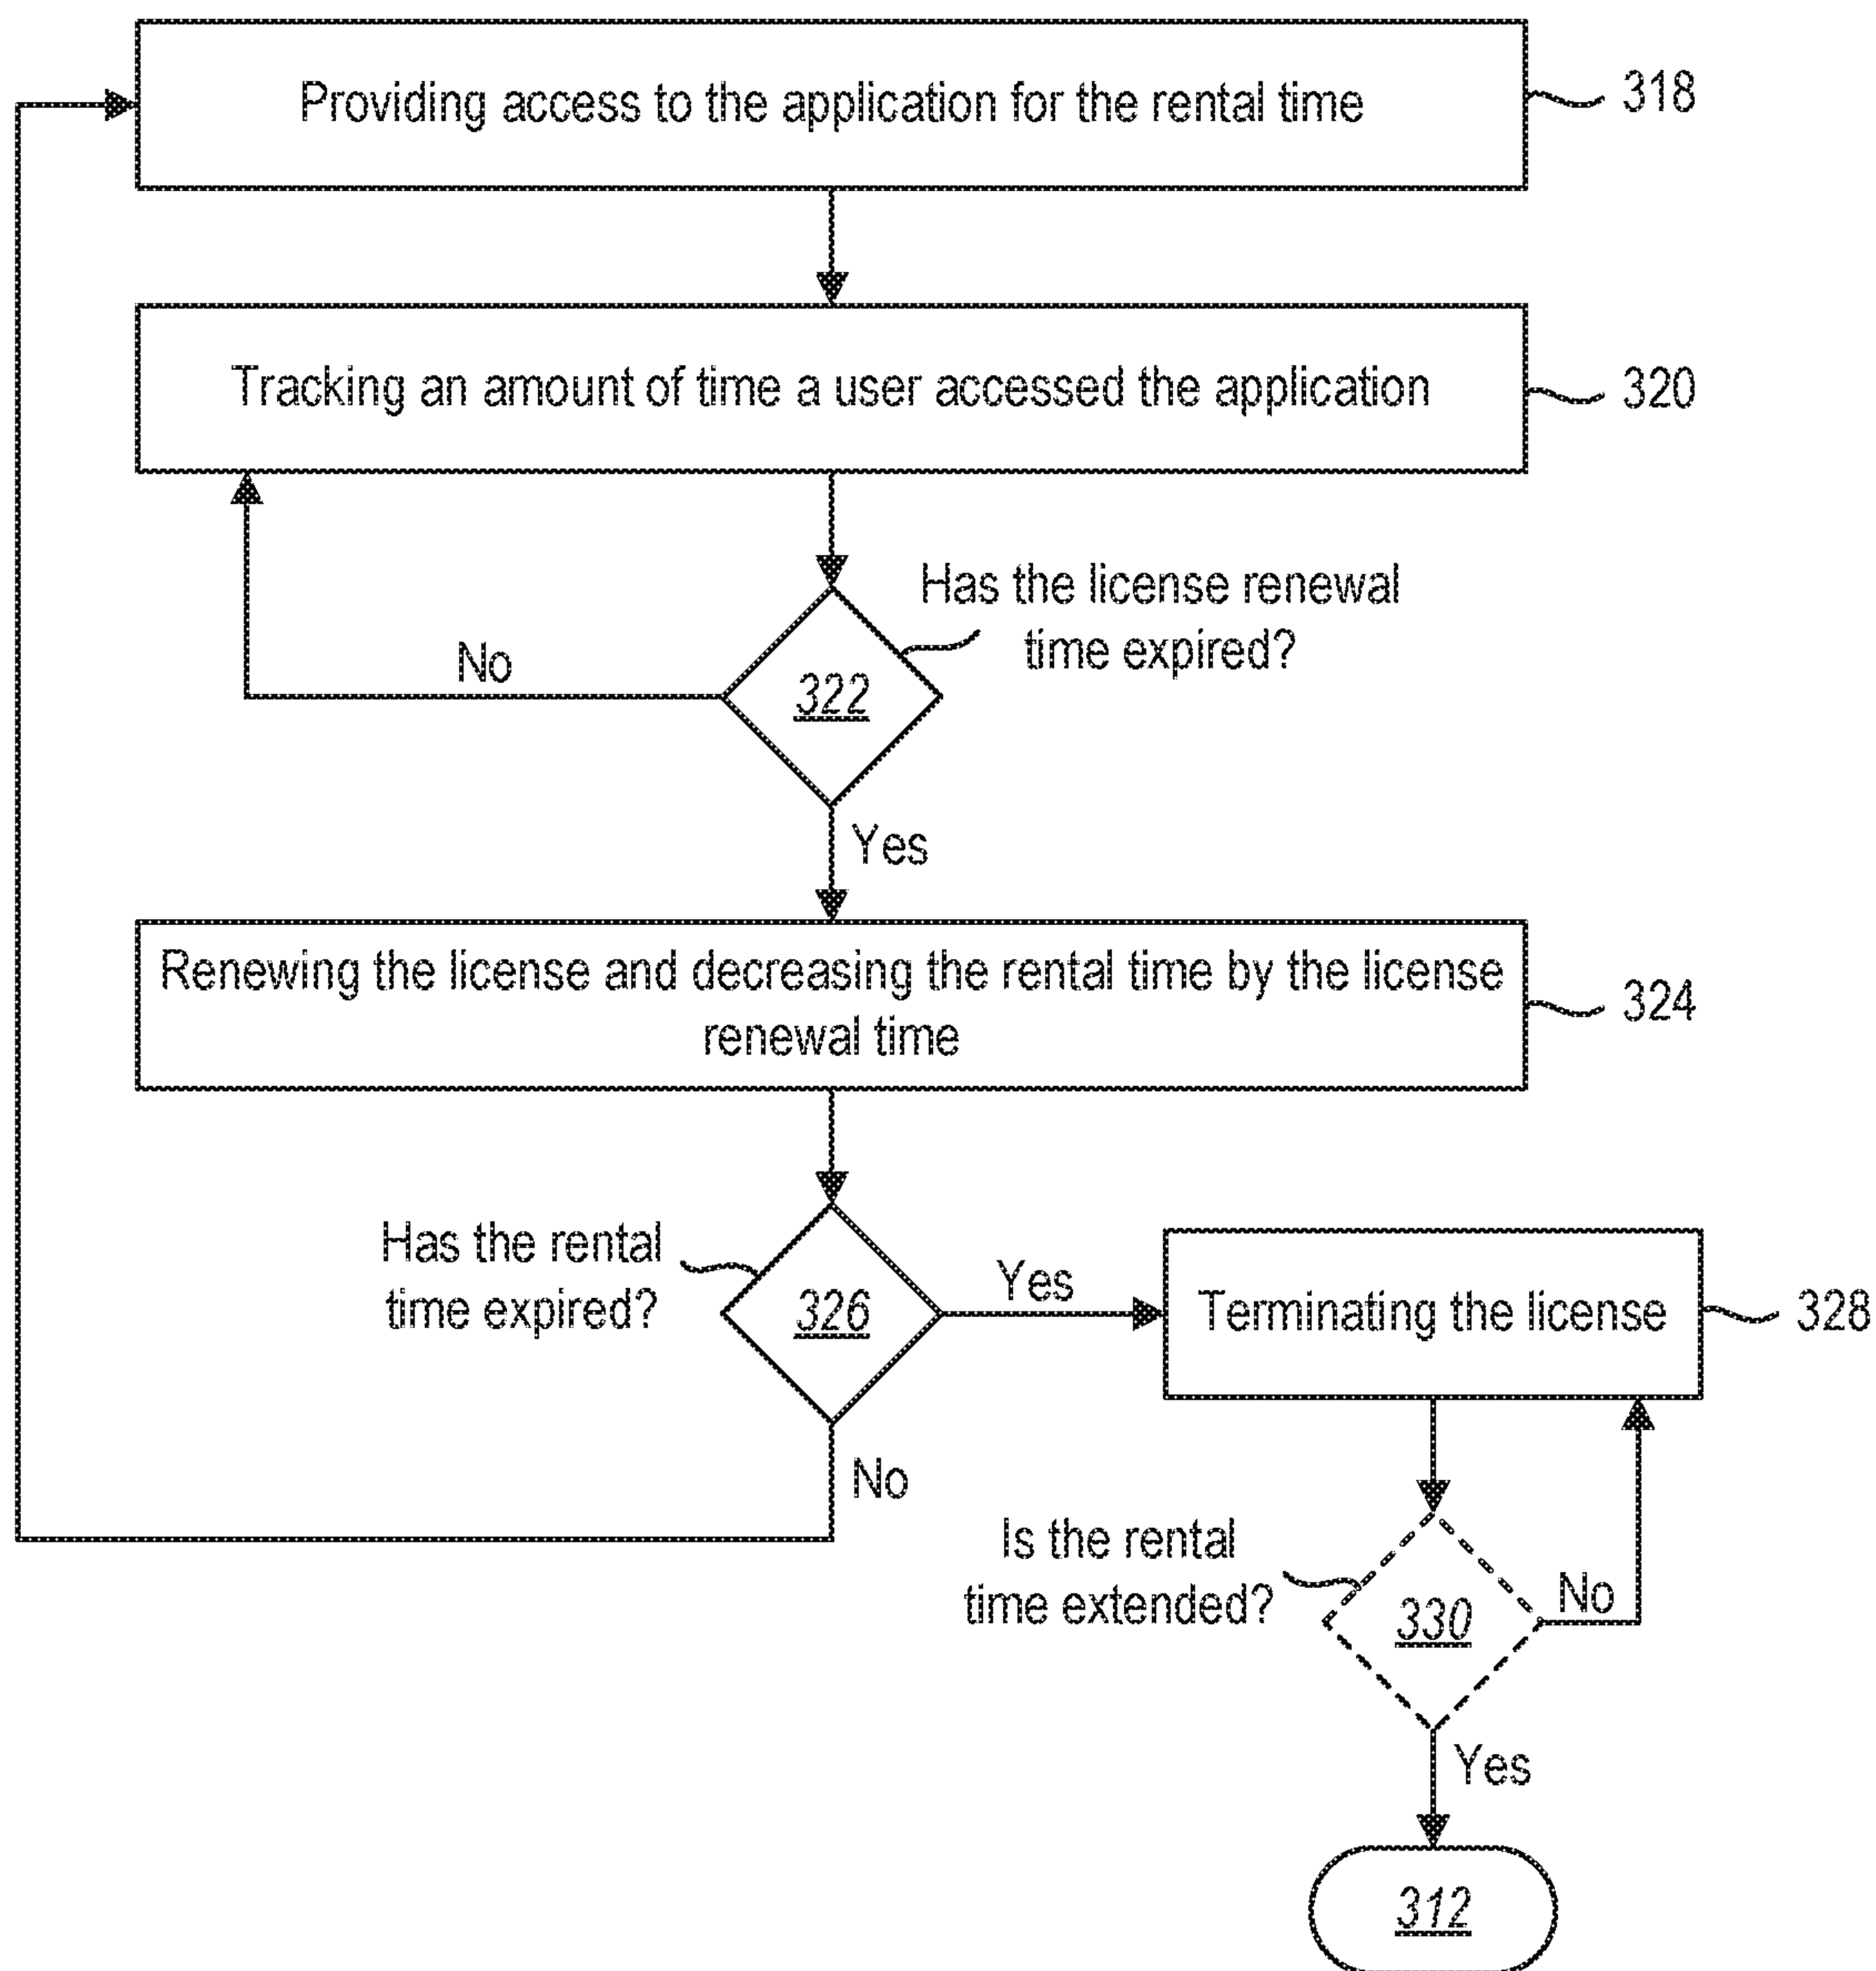 Providing access to the application for the rental time
318
Tracking an amount of time a user accessed the application
320
Has the license renewal
time expired?
No
322
Yes
Renewing the license and decreasing the rental time by the license
renewal time
324
Has the rental
time expired?
326
Yes
Terminating the license
328
No
Is the rental
time extended?
330
No
Yes
312